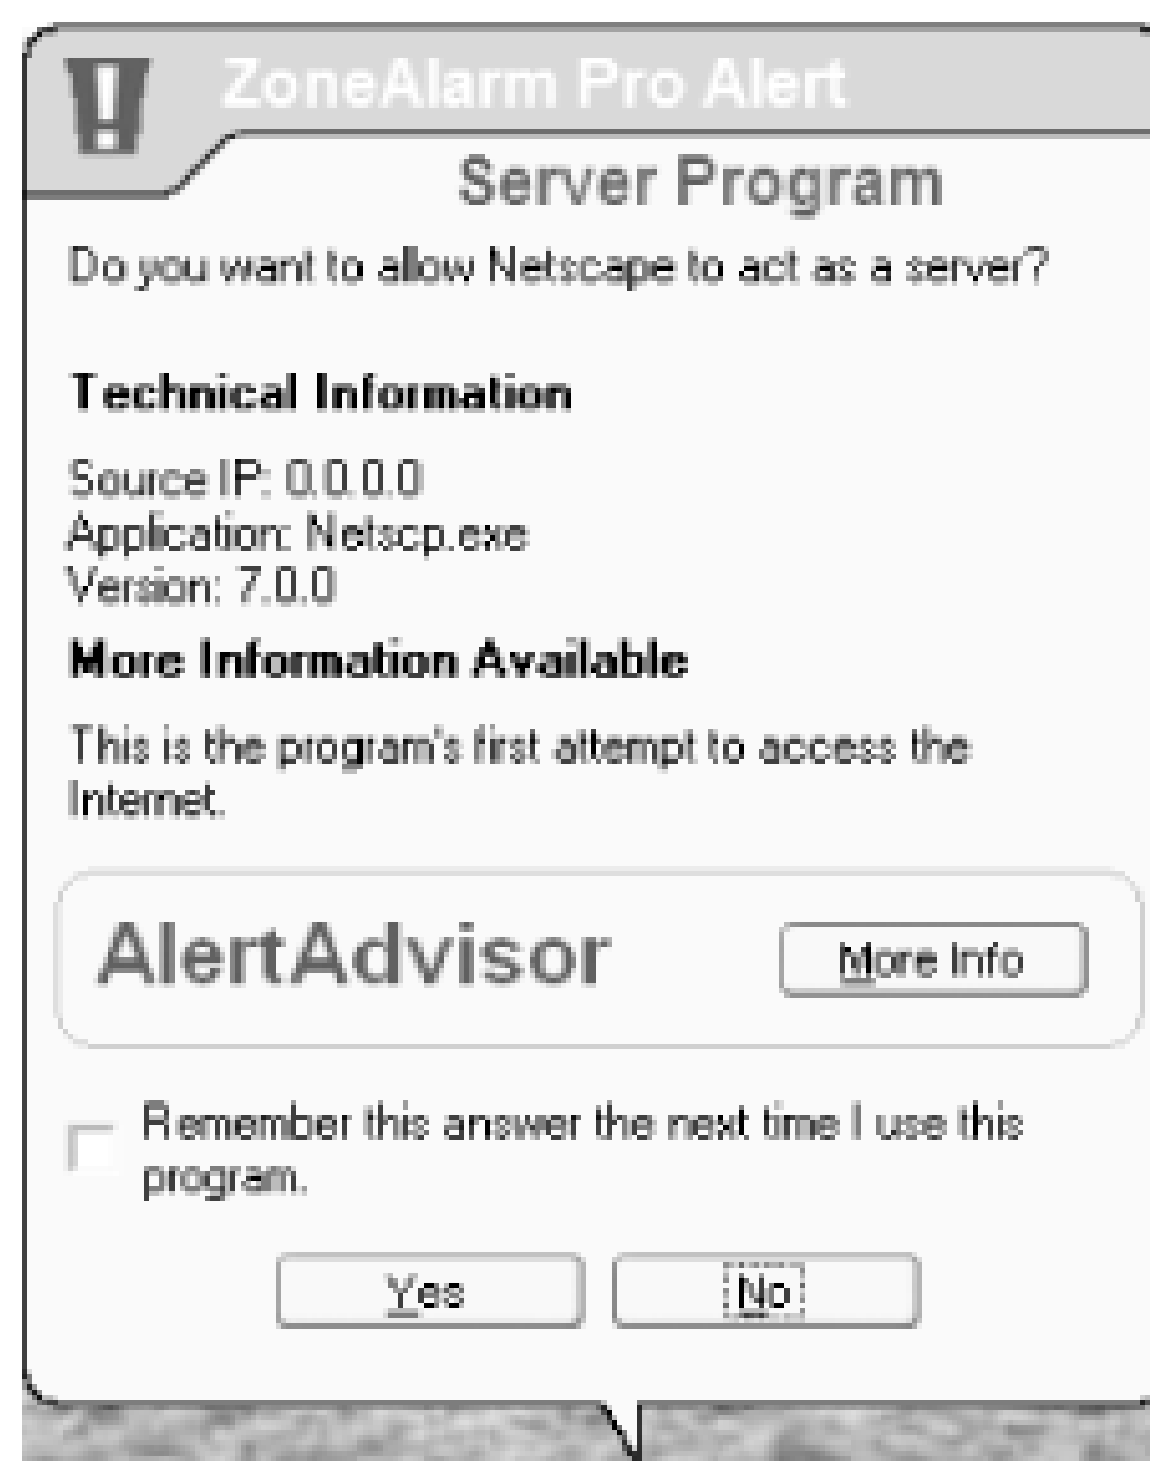 ZoneAlarm Pro Alert
Server Program
Do you want to allow Netscape to act as a server?
Technical Information
Source IP: 0.0.0.0
Application: Netscp.exe
Version: 7.0.0
More Information Available
This is the program's first attempt to access the
Internet.
AlertAdvisor
More Info
Remember this answer the next time I use this
program.
Yes
No